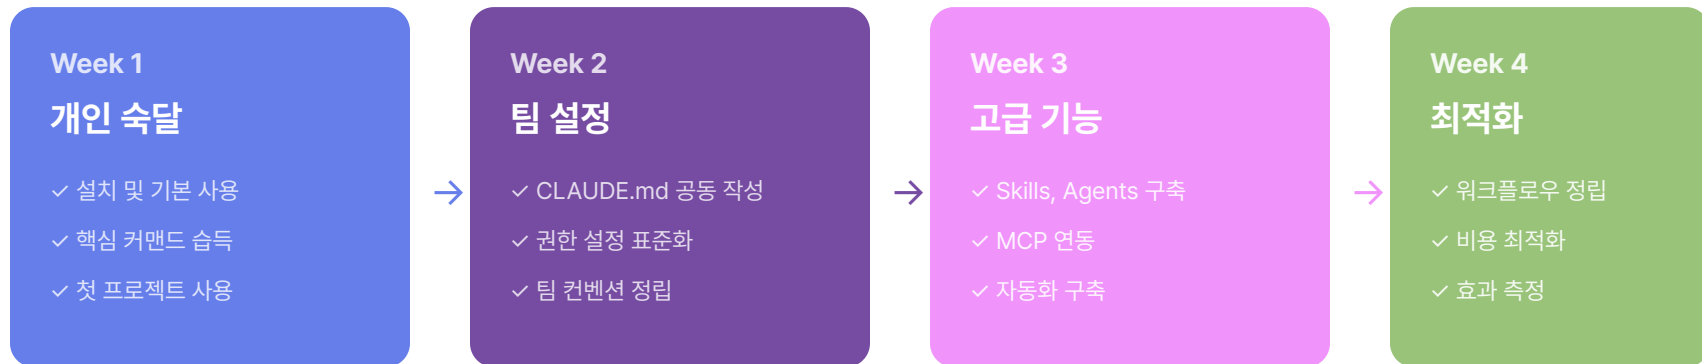 Week 1
개인 숙달
✓ 설치 및 기본 사용
✓ 핵심 커맨드 습득
✓ 첫 프로젝트 사용
→
Week 2
팀 설정
✓ CLAUDE.md 공동 작성
✓ 권한 설정 표준화
✓ 팀 컨벤션 정립
→
Week 3
고급 기능
✓ Skills, Agents 구축
✓ MCP 연동
✓ 자동화 구축
→
Week 4
최적화
✓ 워크플로우 정립
✓ 비용 최적화
✓ 효과 측정